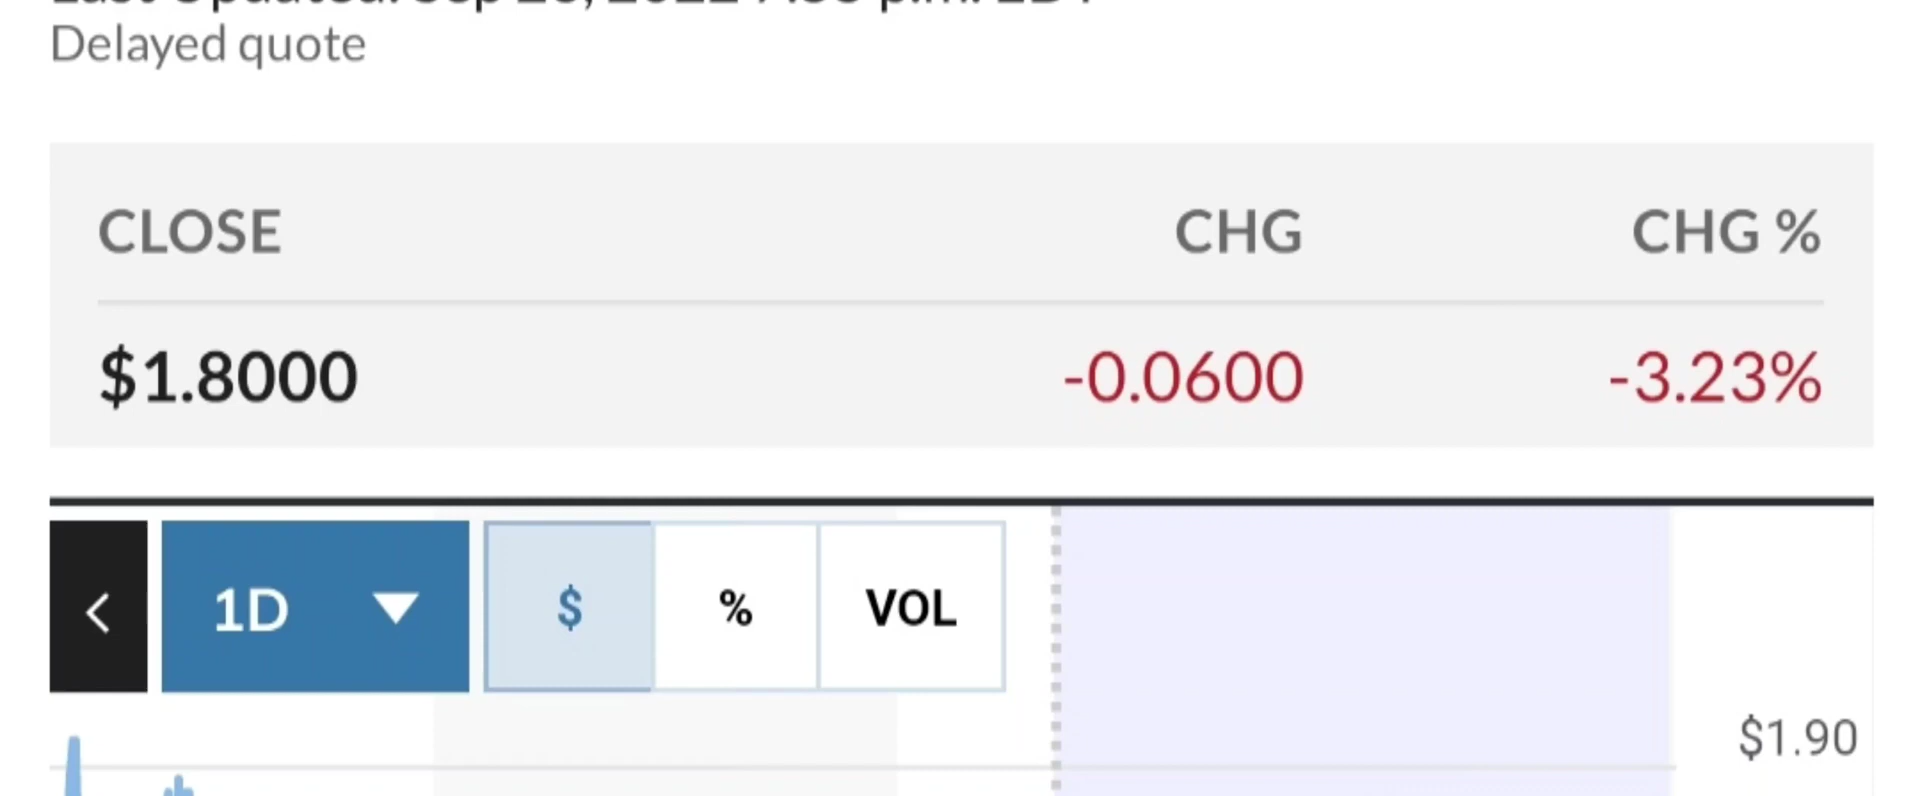 Delayed quote
CLOSE CHG CHG %
$1.8000 -0.0600 -3.23%
1D $ % VOL
$1.90